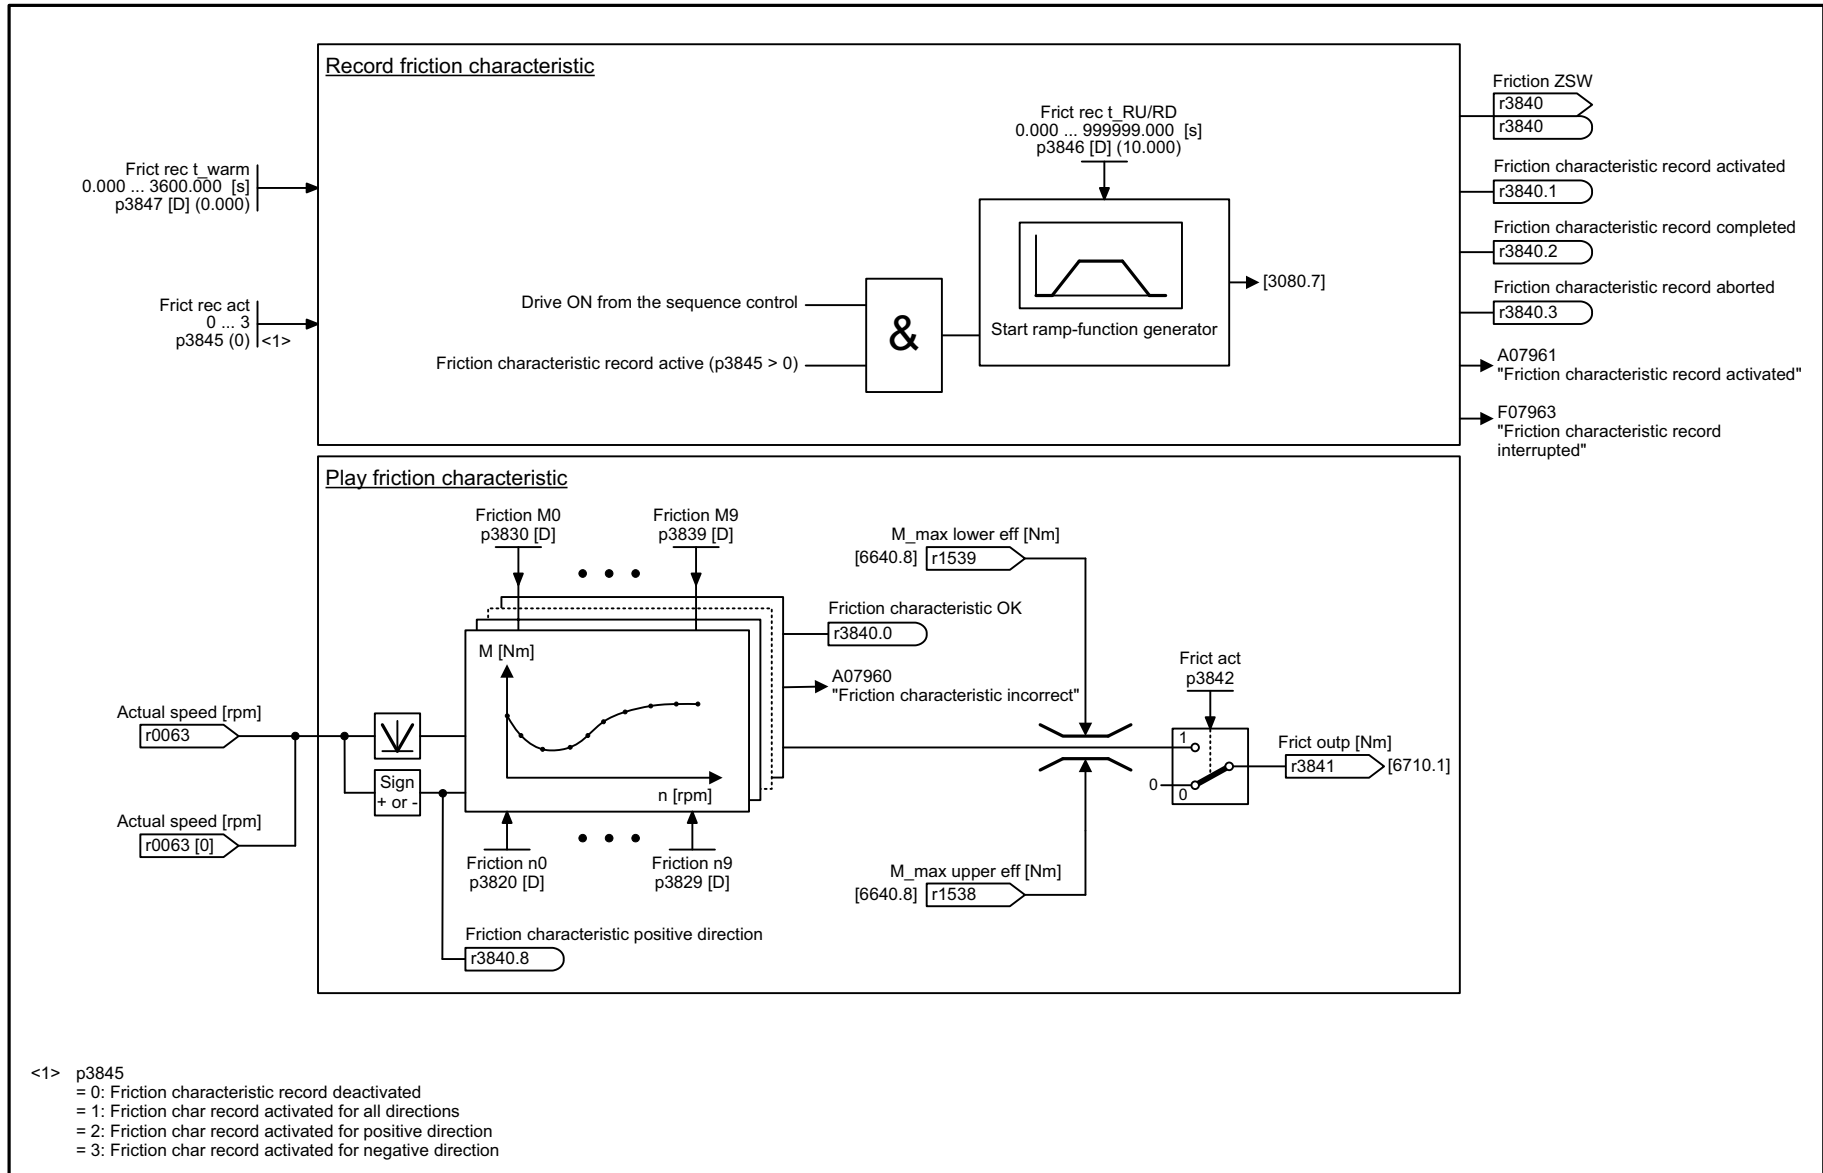 Record friction characteristic
Frict rec t_warm
0.000 ... 3600.000 [s]
p3847 [D] (0.000)
Frict rec act
0 ... 3
p3845 (0) <1>
Frict rec t_RU/RD
0.000 ... 999999.000 [s]
p3846 [D] (10.000)
Start ramp-function generator
[3080.7]
Drive ON from the sequence control
&
Friction characteristic record active (p3845 > 0)
Friction ZSW
r3840
r3840
Friction characteristic record activated
r3840.1
Friction characteristic record completed
r3840.2
Friction characteristic record aborted
r3840.3
A07961
"Friction characteristic record activated"
F07963
"Friction characteristic record
interrupted"
Play friction characteristic
Friction M0
p3830 [D]
Friction M9
p3839 [D]
M_max lower eff [Nm]
[6640.8] r1539
Friction characteristic OK
r3840.0
A07960
"Friction characteristic incorrect"
M [Nm]
n [rpm]
Actual speed [rpm]
r0063
Sign
+ or -
Actual speed [rpm]
r0063 [0]
Friction n0
p3820 [D]
Friction n9
p3829 [D]
M_max upper eff [Nm]
[6640.8] r1538
Friction characteristic positive direction
r3840.8
Frict act
p3842
1
0
0
Frict outp [Nm]
r3841 [6710.1]
<1> p3845
= 0: Friction characteristic record deactivated
= 1: Friction char record activated for all directions
= 2: Friction char record activated for positive direction
= 3: Friction char record activated for negative direction